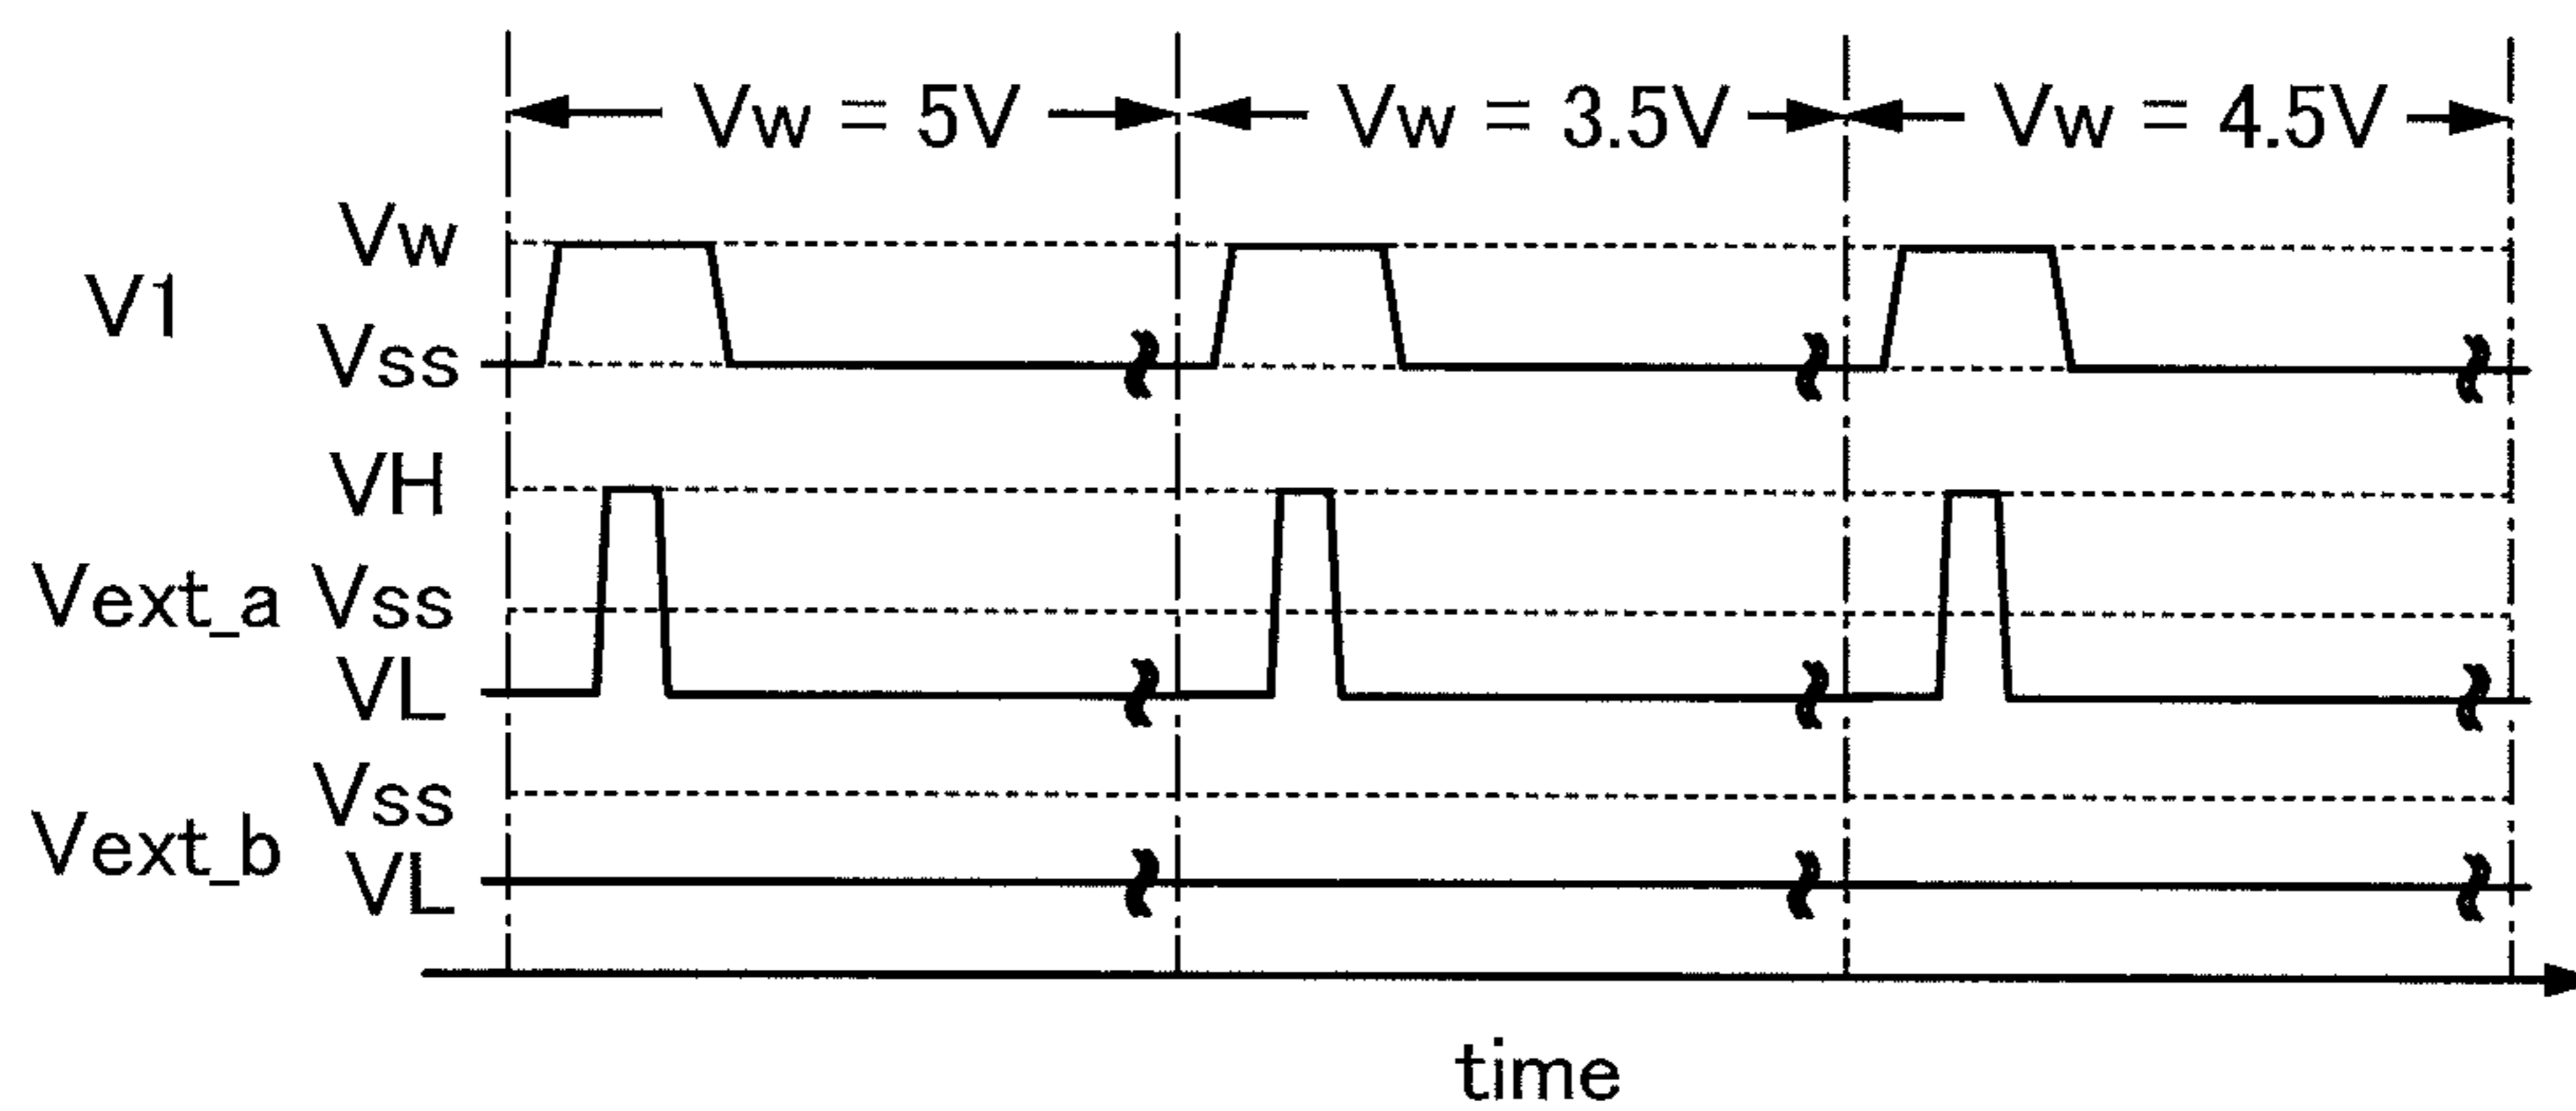 Vw = 5V Vw = 3.5V Vw = 4.5V
Vw
V1
Vss
VH
Vext_a Vss
VL
Vss
Vext_b
VL
time